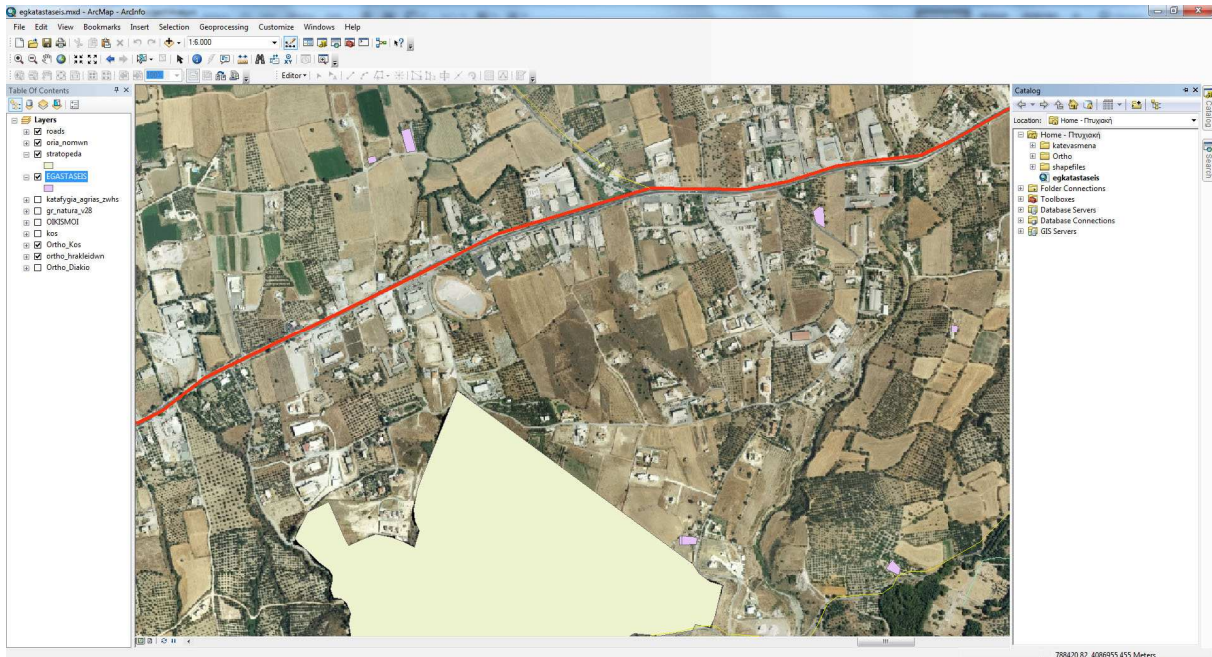 egkatastaseis.mxd - ArcMap - ArcInfo
File Edit View Bookmarks Insert Selection Geoprocessing Customize Windows Help
1:6.000
Editor
Table Of Contents
Layers
roads
oria_nomwn
stratopeda
EGASTASEIS
katafygia_agrias_zwhs
gr_natura_v28
OIKISMOI
kos
Ortho_Kos
ortho_hrakleidwn
Ortho_Diakio
Catalog
Location: Home - Πτυχιακή
Home - Πτυχιακή
katevasmena
Ortho
shapefiles
egkatastaseis
Folder Connections
Toolboxes
Database Servers
Database Connections
GIS Servers
Catalog
Search
788420,82 4086955,455 Meters